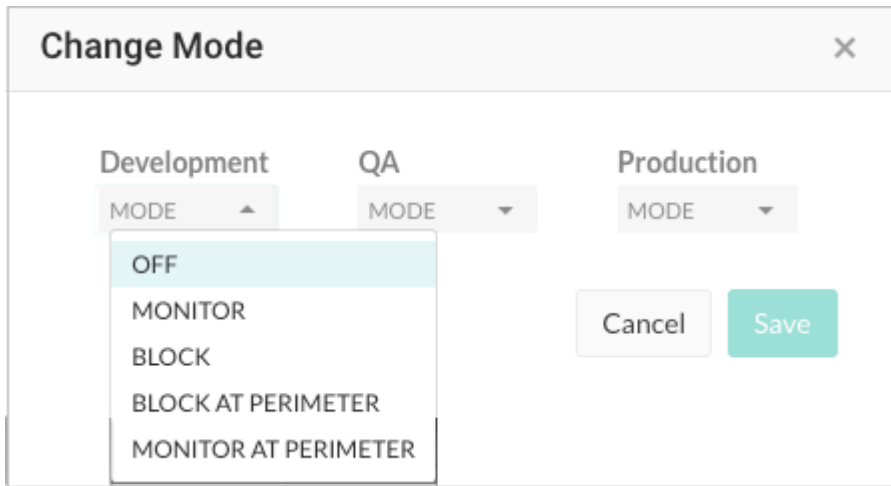 Change Mode
Development QA Production
MODE MODE MODE
OFF
MONITOR
BLOCK
BLOCK AT PERIMETER
MONITOR AT PERIMETER
Cancel Save